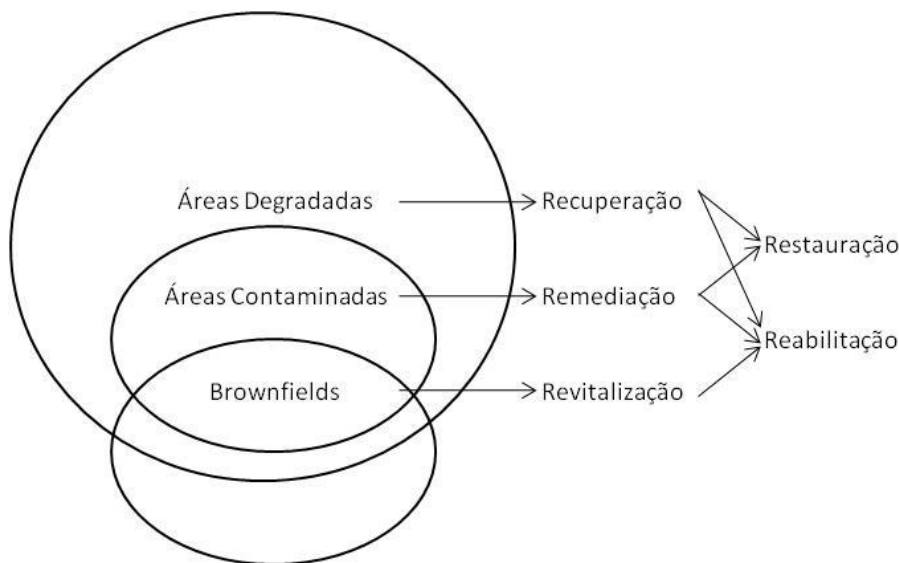 Áreas Degradadas
Recuperação
Restauração
Áreas Contaminadas
Remediação
Reabilitação
Brownfields
Revitalização